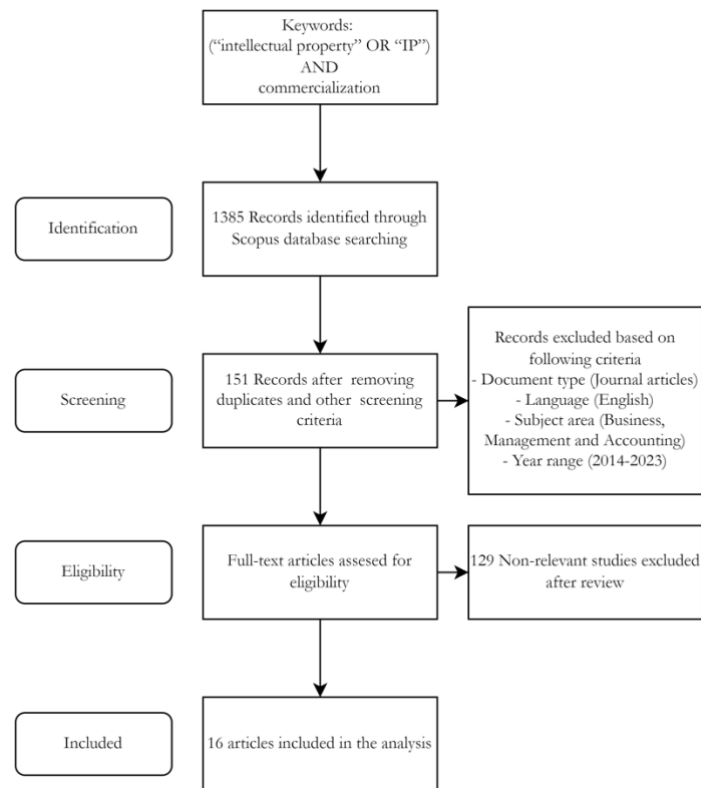 Keywords:
(“intellectual property” OR “IP”)
AND
commercialization
Identification
1385 Records identified through
Scopus database searching
Screening
151 Records after removing
duplicates and other screening
criteria
Records excluded based on
following criteria
- Document type (Journal articles)
- Language (English)
- Subject area (Business,
Management and Accounting)
- Year range (2014-2023)
Eligibility
Full-text articles assesed for
eligibility
129 Non-relevant studies excluded
after review
Included
16 articles included in the analysis